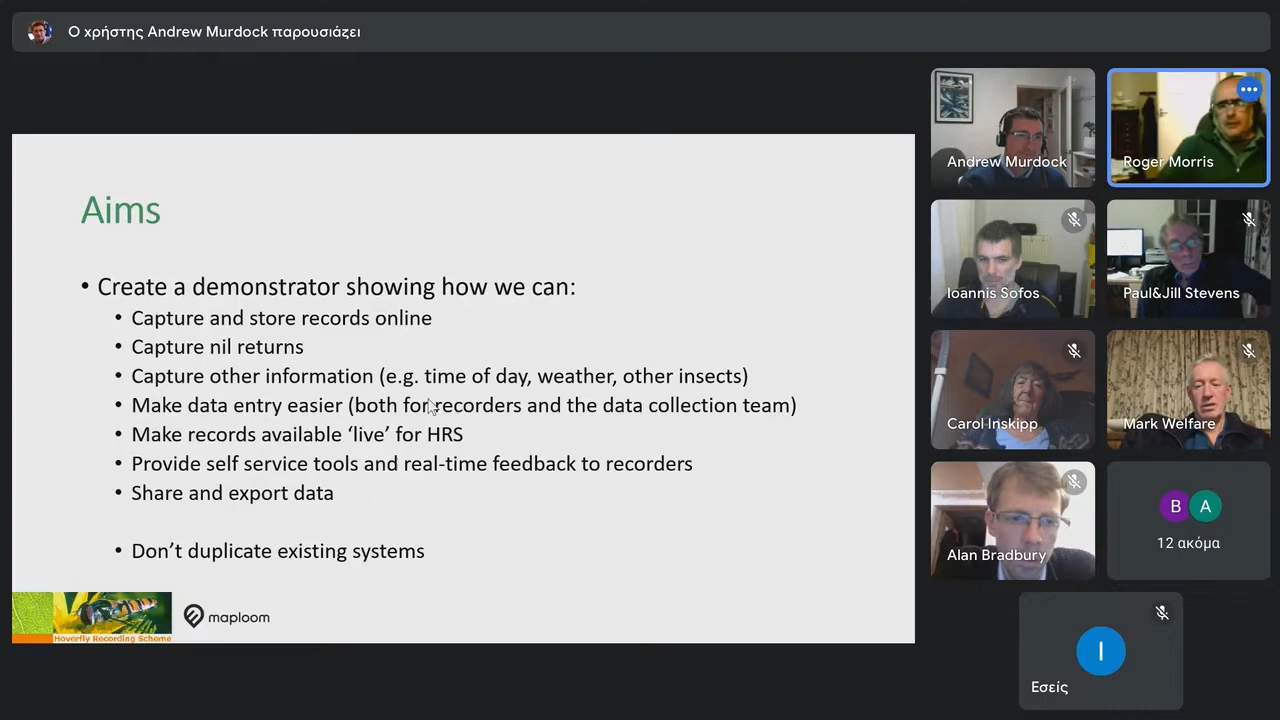 Ο χρήστης Andrew Murdock παρουσιάζει
Aims
• Create a demonstrator showing how we can:
• Capture and store records online
• Capture nil returns
• Capture other information (e.g. time of day, weather, other insects)
• Make data entry easier (both for recorders and the data collection team)
• Make records available ‘live’ for HRS
• Provide self service tools and real-time feedback to recorders
• Share and export data
• Don’t duplicate existing systems
Hoverfly Recording Scheme
maploom
Andrew Murdock
Roger Morris
Ioannis Sofos
Paul&Jill Stevens
Carol Inskipp
Mark Welfare
Alan Bradbury
B A
12 ακόμα
I
Εσείς